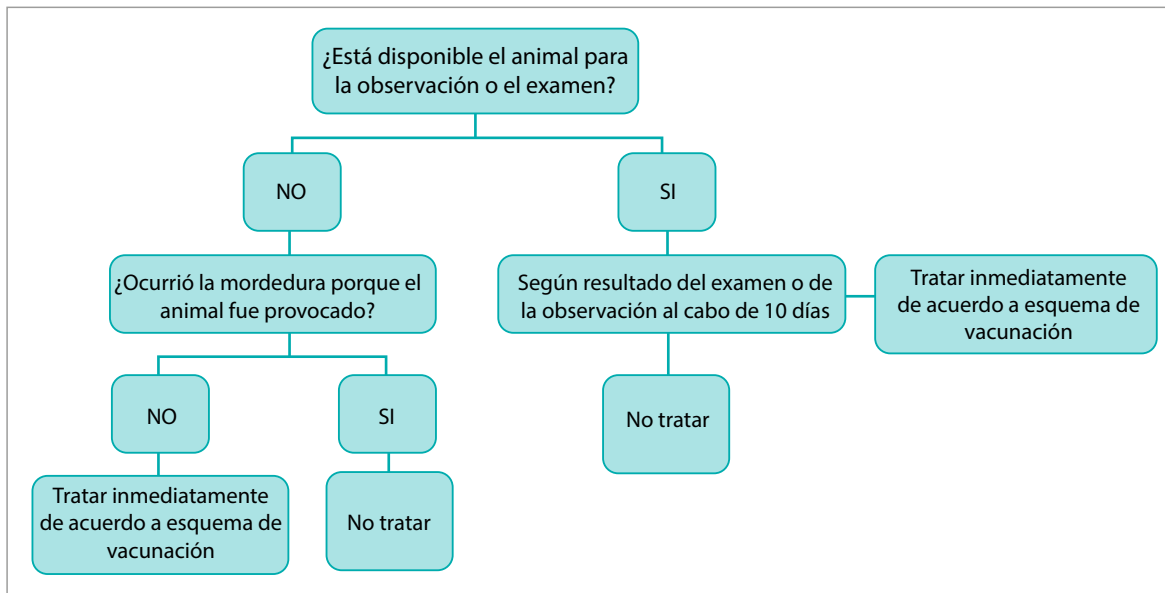 ¿Está disponible el animal para
la observación o el examen?
NO
SI
¿Ocurrió la mordedura porque el
animal fue provocado?
Según resultado del examen o de
la observación al cabo de 10 días
Tratar inmediatamente
de acuerdo a esquema de
vacunación
NO
SI
No tratar
Tratar inmediatamente
de acuerdo a esquema de
vacunación
No tratar